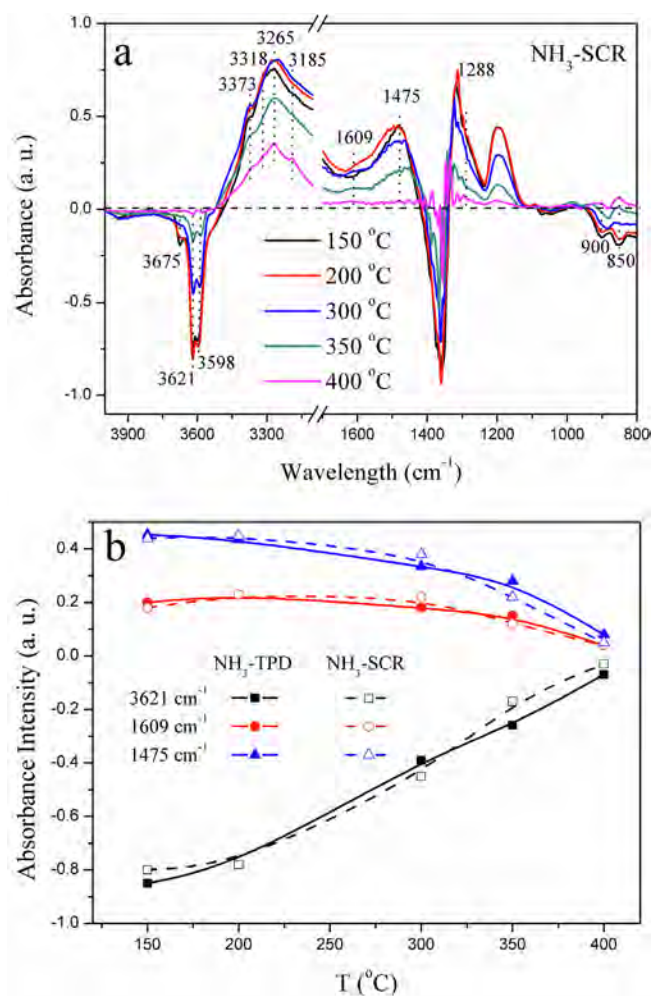 a
NH3-SCR
3265
3318
3185
3373
1288
1475
1609
3675
3598
3621
900
850
150 °C
200 °C
300 °C
350 °C
400 °C
1.0
0.5
0.0
-0.5
-1.0
Absorbance (a. u.)
3900 3600 3300 1600 1400 1200 1000 800
Wavelength (cm⁻¹)
b
0.4
0.2
0.0
-0.2
-0.4
-0.6
-0.8
-1.0
Absorbance Intensity (a. u.)
NH3-TPD NH3-SCR
3621 cm⁻¹
1609 cm⁻¹
1475 cm⁻¹
150 200 250 300 350 400
T (°C)